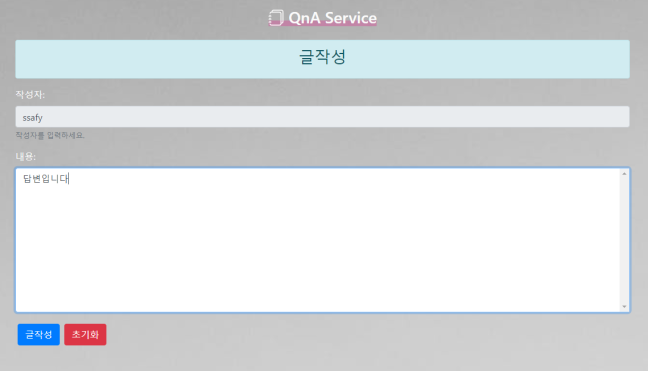 QnA Service
글작성
작성자:
ssafy
작성자를 입력하세요.
내용:
답변입니다
글작성 초기화